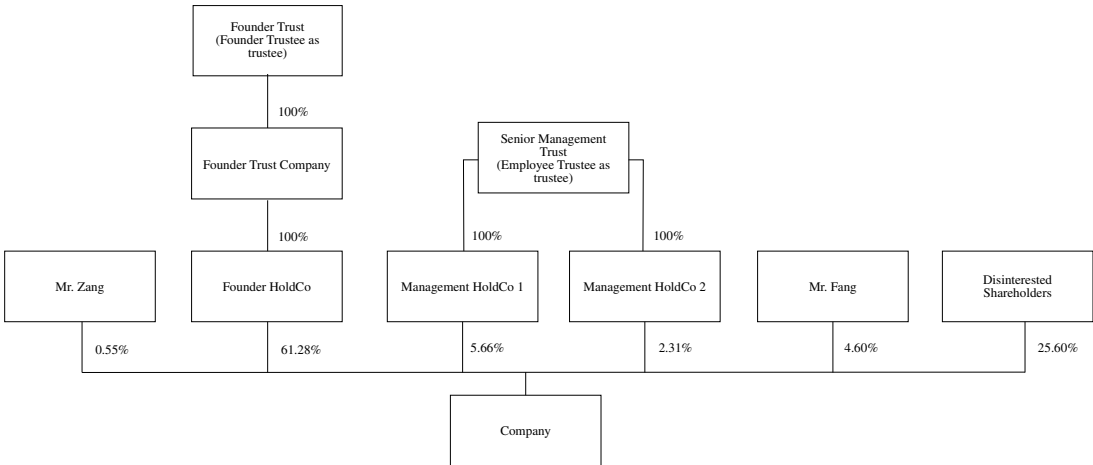 Founder Trust
(Founder Trustee as
trustee)
100%
Founder Trust Company
Senior Management
Trust
(Employee Trustee as
trustee)
100%
100%
100%
Mr. Zang
Founder HoldCo
Management HoldCo 1
Management HoldCo 2
Mr. Fang
Disinterested
Shareholders
0.55%
61.28%
5.66%
2.31%
4.60%
25.60%
Company